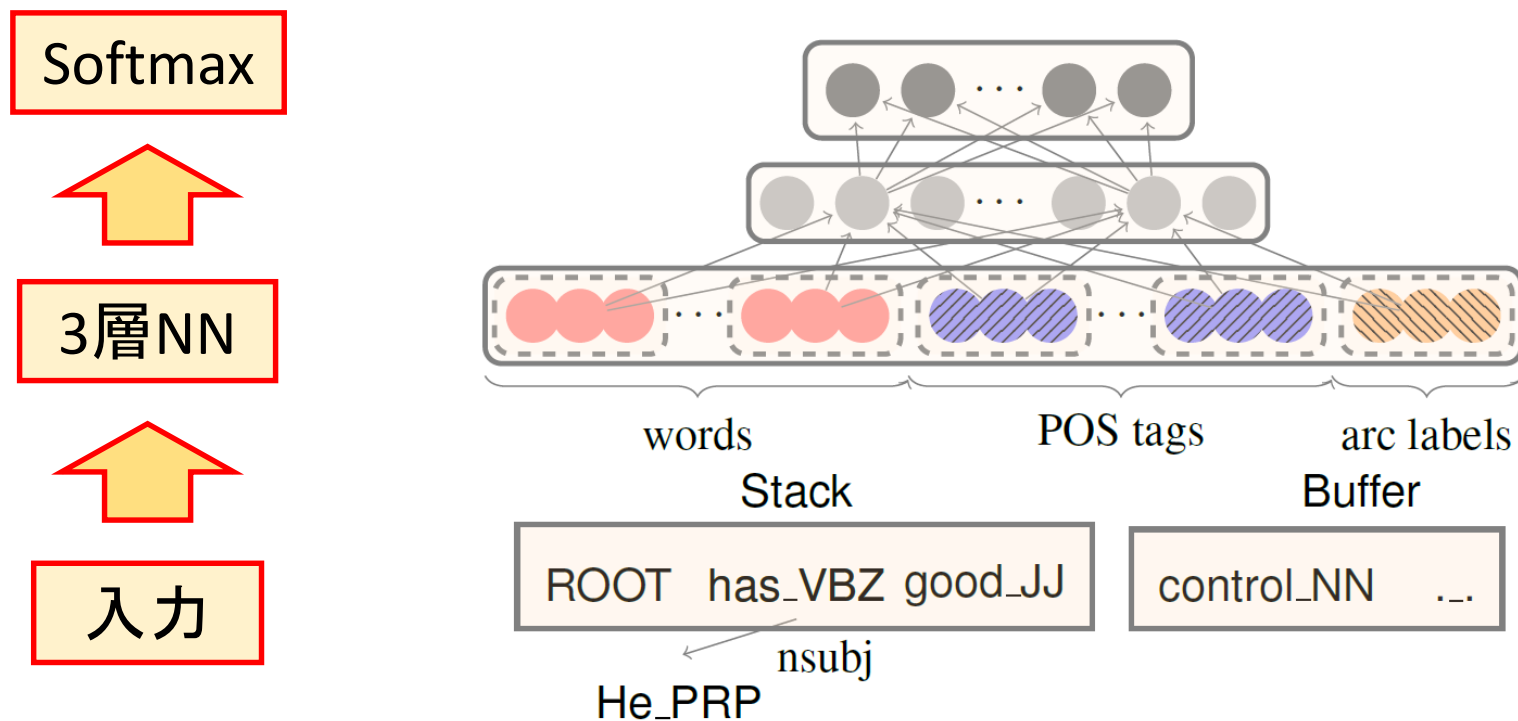 Softmax
3層NN
入力
· · ·
· · ·
· · · · · ·
words POS tags arc labels
Stack Buffer
ROOT has_VBZ good_JJ control_NN ._.
nsubj
He_PRP